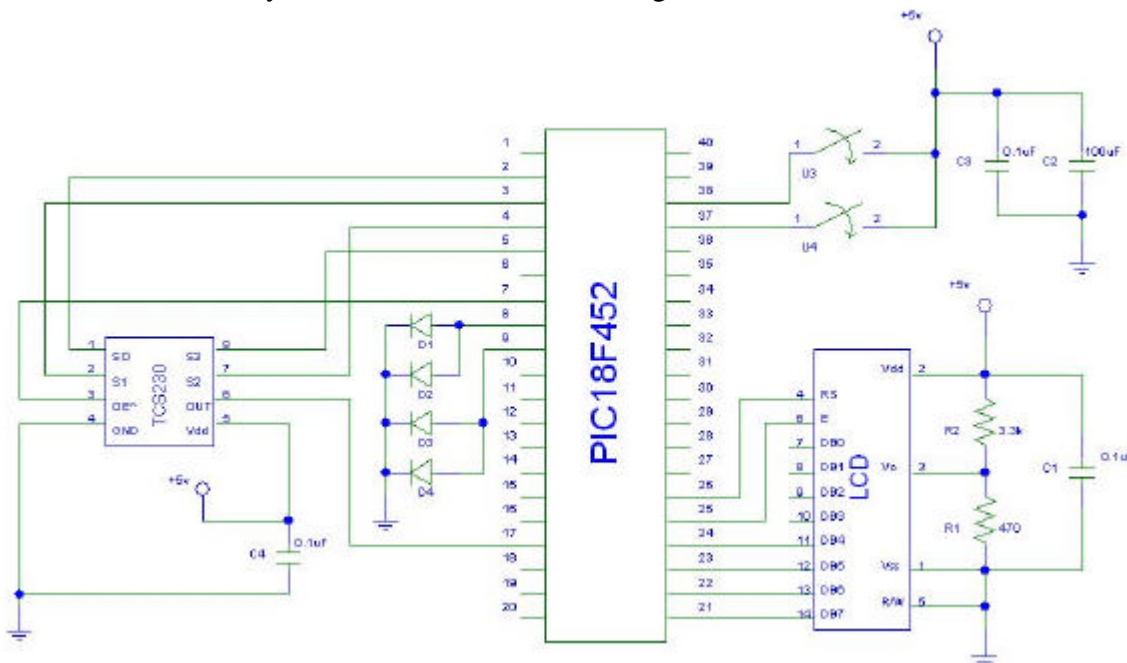 +5v
1
2
3
4
5
6
7
8
9
10
11
12
13
14
15
16
17
18
19
20
PIC18F452
40
39
38
37
36
35
34
33
32
31
30
29
28
27
26
25
24
23
22
21
1
2
U3
1
2
U4
C3
0.1uF
C2
100uF
+5v
1
2
3
4
S0
S1
OE*
GND
TCS230
S3
S2
OUT
Vdd
8
7
6
5
+5v
C4
0.1uF
D1
D2
D3
D4
4
6
7
8
9
10
11
12
13
14
RS
E
DB0
DB1
DB2
DB3
DB4
DB5
DB6
DB7
LCD
Vdd
2
Vo
3
Vss
1
R/W
5
R2
3.3k
R1
470
C1
0.1u